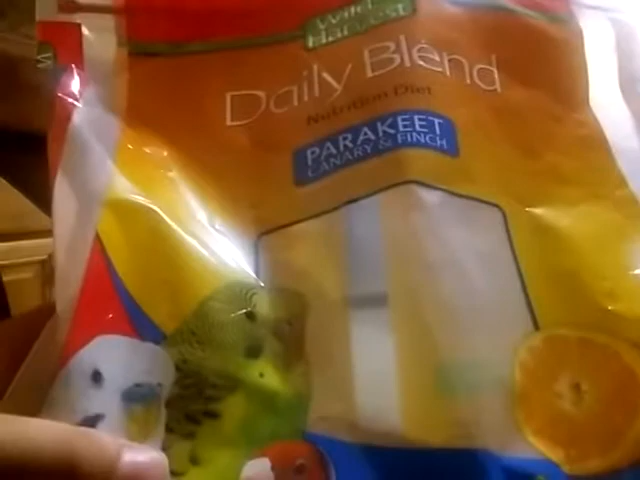 Wild
Harvest
Daily Blend
Nutrition Diet
PARAKEET
CANARY & FINCH